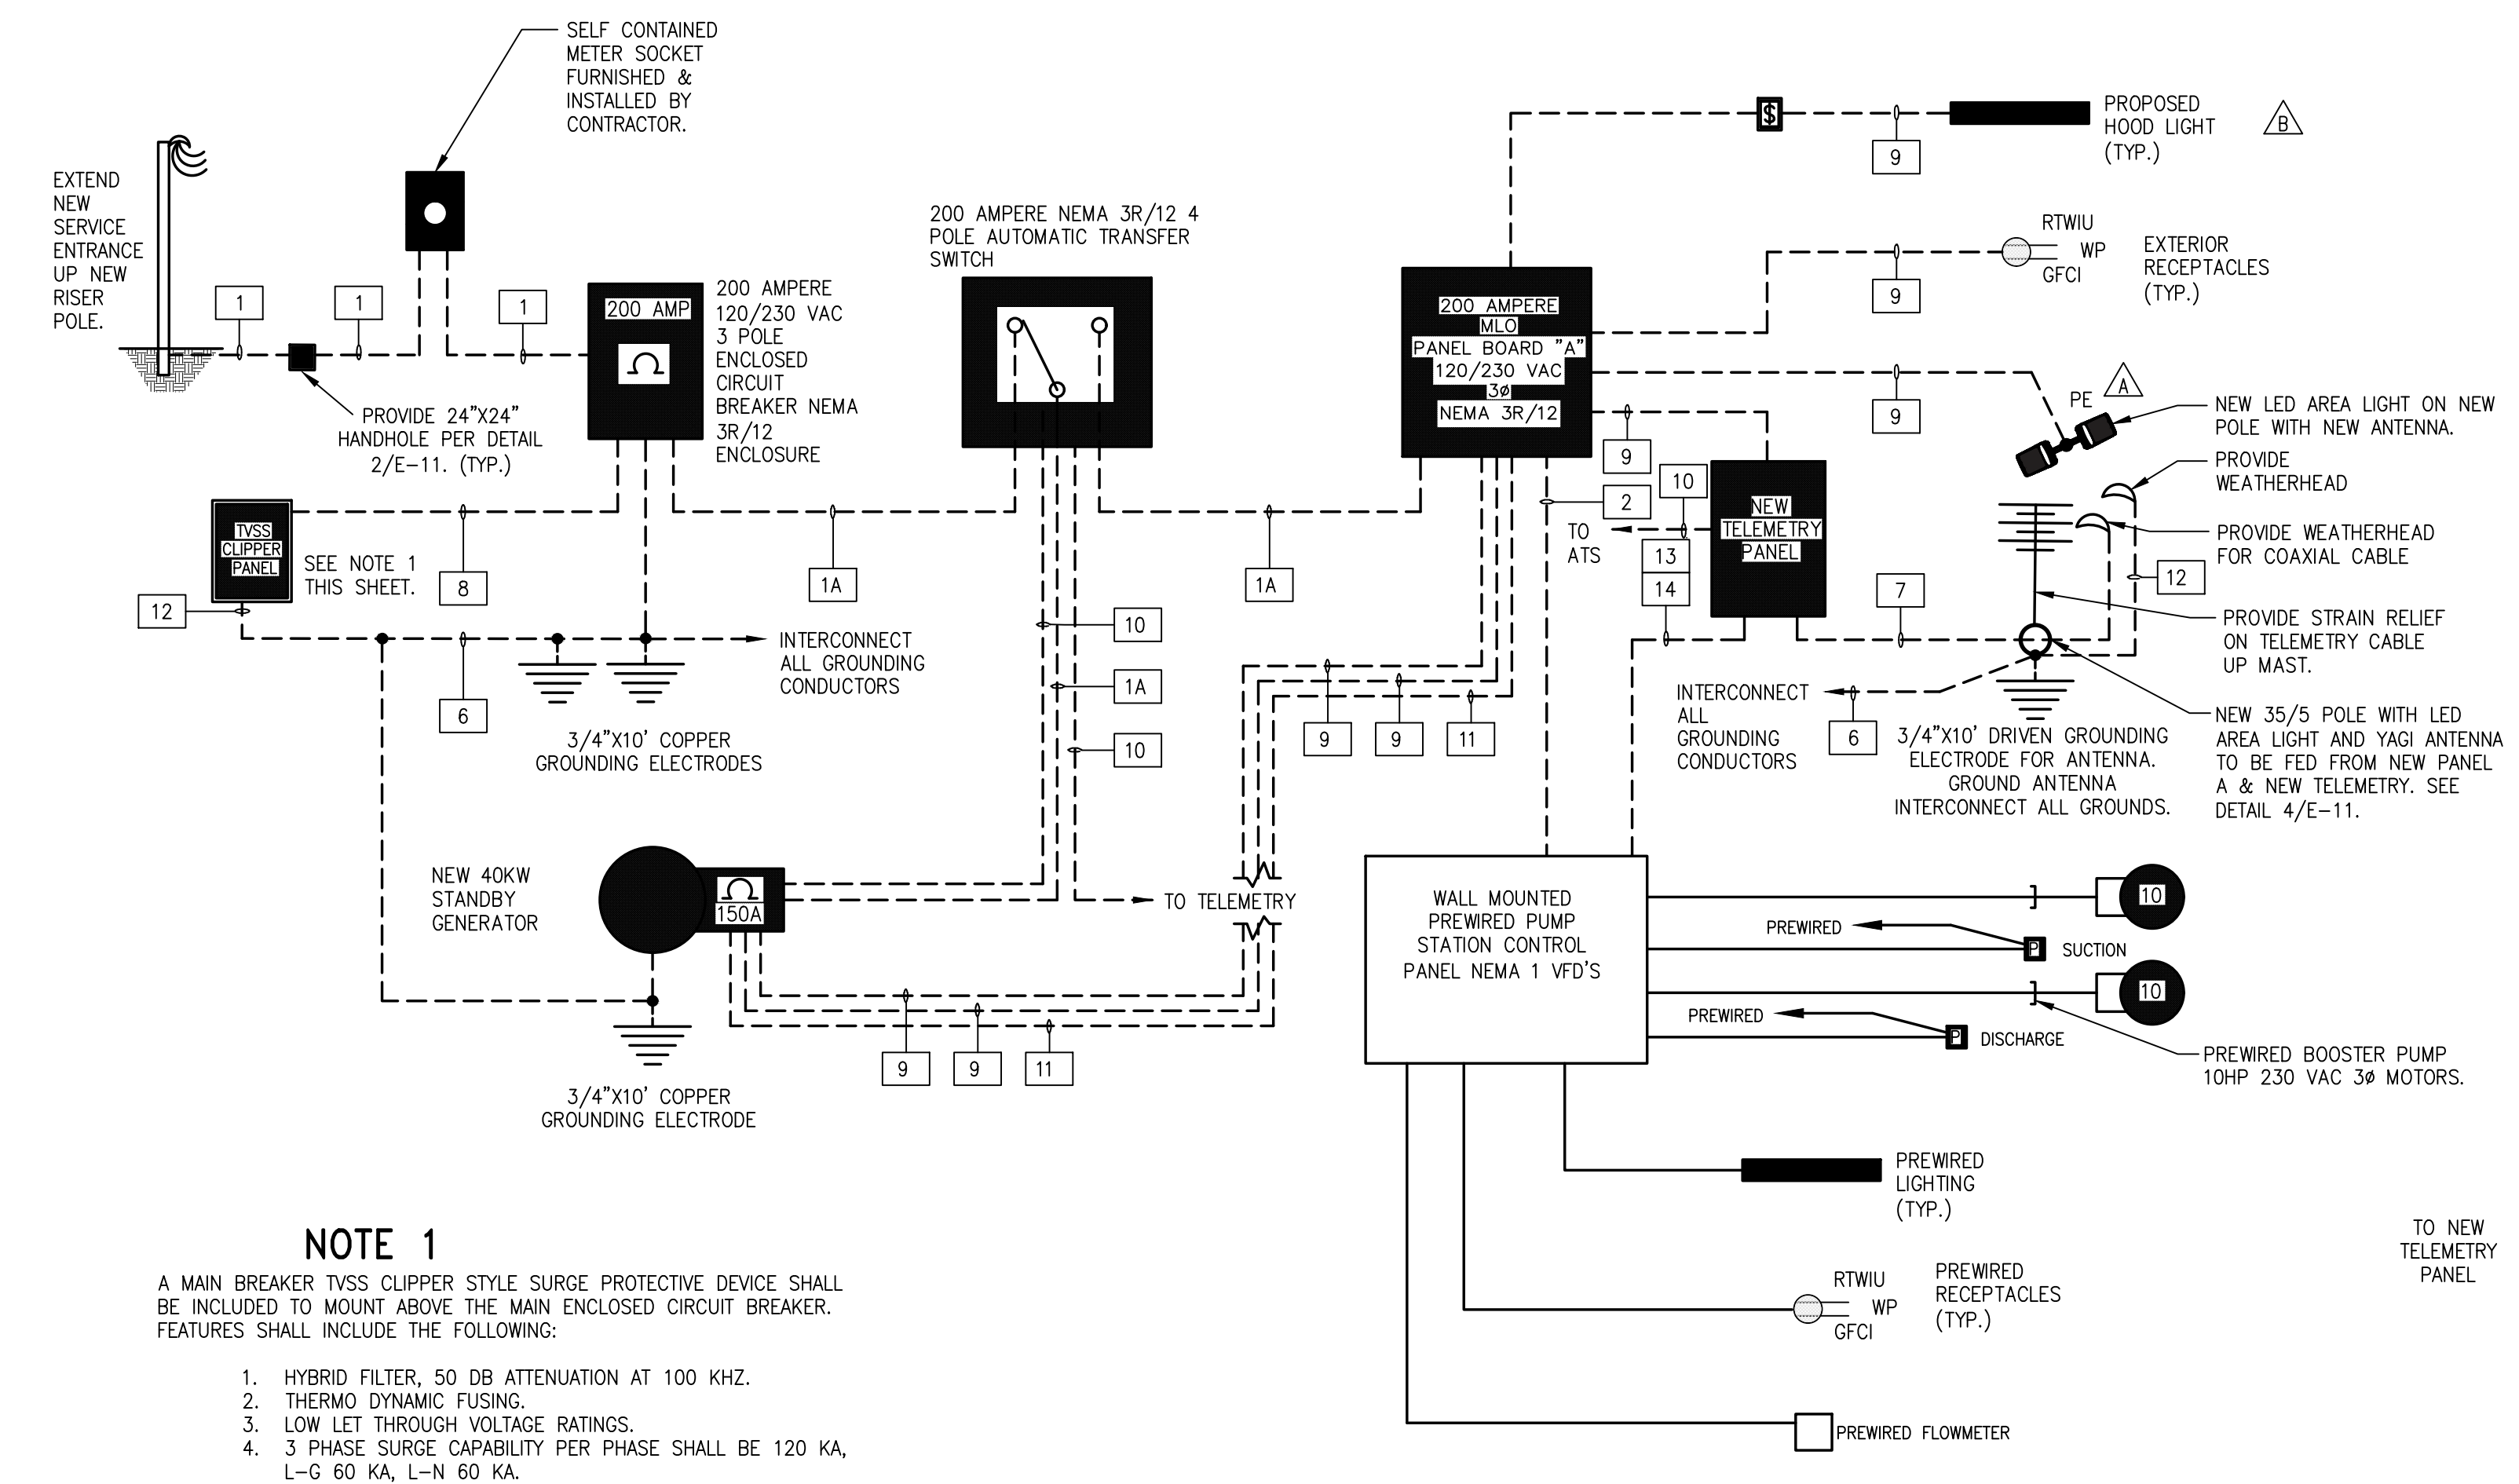 SELF CONTAINED
METER SOCKET
FURNISHED &
INSTALLED BY
CONTRACTOR.
EXTEND
NEW
SERVICE
ENTRANCE
UP NEW
RISER
POLE.
1
1
1
PROVIDE 24"X24"
HANDHOLE PER DETAIL
2/E-11. (TYP.)
200 AMP
Ω
200 AMPERE
120/230 VAC
3 POLE
ENCLOSED
CIRCUIT
BREAKER NEMA
3R/12
ENCLOSURE
200 AMPERE NEMA 3R/12 4
POLE AUTOMATIC TRANSFER
SWITCH
200 AMPERE
MLO
PANEL BOARD "A"
120/230 VAC
3ø
NEMA 3R/12
$
9
PROPOSED
HOOD LIGHT
(TYP.)
B
RTWIU
WP
GFCI
9
EXTERIOR
RECEPTACLES
(TYP.)
9
PE
A
NEW LED AREA LIGHT ON NEW
POLE WITH NEW ANTENNA.
PROVIDE
WEATHERHEAD
PROVIDE WEATHERHEAD
FOR COAXIAL CABLE
12
PROVIDE STRAIN RELIEF
ON TELEMETRY CABLE
UP MAST.
NEW 35/5 POLE WITH LED
AREA LIGHT AND YAGI ANTENNA
TO BE FED FROM NEW PANEL
A & NEW TELEMETRY. SEE
DETAIL 4/E-11.
9
2
10
TO
ATS
13
14
NEW
TELEMETRY
PANEL
7
INTERCONNECT
ALL
GROUNDING
CONDUCTORS
6
3/4"X10' DRIVEN GROUNDING
ELECTRODE FOR ANTENNA.
GROUND ANTENNA
INTERCONNECT ALL GROUNDS.
TVSS
CLIPPER
PANEL
SEE NOTE 1
THIS SHEET.
8
12
6
1A
1A
INTERCONNECT
ALL GROUNDING
CONDUCTORS
3/4"X10' COPPER
GROUNDING ELECTRODES
10
1A
10
9
9
11
NEW 40KW
STANDBY
GENERATOR
Ω
150A
TO TELEMETRY
9
9
11
3/4"X10' COPPER
GROUNDING ELECTRODE
WALL MOUNTED
PREWIRED PUMP
STATION CONTROL
PANEL NEMA 1 VFD'S
10
PREWIRED
P
SUCTION
10
PREWIRED
P
DISCHARGE
PREWIRED BOOSTER PUMP
10HP 230 VAC 3ø MOTORS.
PREWIRED
LIGHTING
(TYP.)
RTWIU
WP
GFCI
PREWIRED
RECEPTACLES
(TYP.)
PREWIRED FLOWMETER
TO NEW
TELEMETRY
PANEL
NOTE 1
A MAIN BREAKER TVSS CLIPPER STYLE SURGE PROTECTIVE DEVICE SHALL
BE INCLUDED TO MOUNT ABOVE THE MAIN ENCLOSED CIRCUIT BREAKER.
FEATURES SHALL INCLUDE THE FOLLOWING:
1. HYBRID FILTER, 50 DB ATTENUATION AT 100 KHZ.
2. THERMO DYNAMIC FUSING.
3. LOW LET THROUGH VOLTAGE RATINGS.
4. 3 PHASE SURGE CAPABILITY PER PHASE SHALL BE 120 KA,
L-G 60 KA, L-N 60 KA.